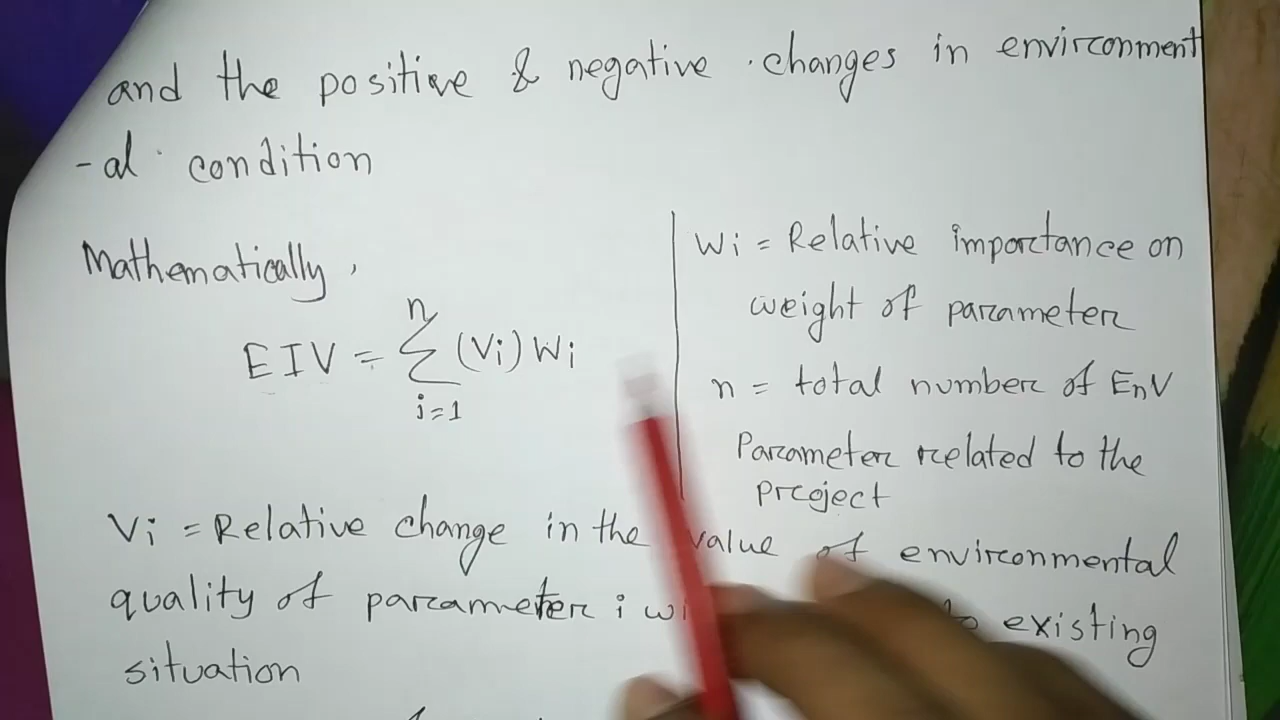 and the positive & negative changes in environment
-al condition
Mathematically,
EIV = n Σ i=1 (Vi) Wi
Wi = Relative importance on
weight of parameter
n = total number of EnV
Parameter related to the
project
Vi = Relative change in the value of environmental
quality of parameter i existing
situation